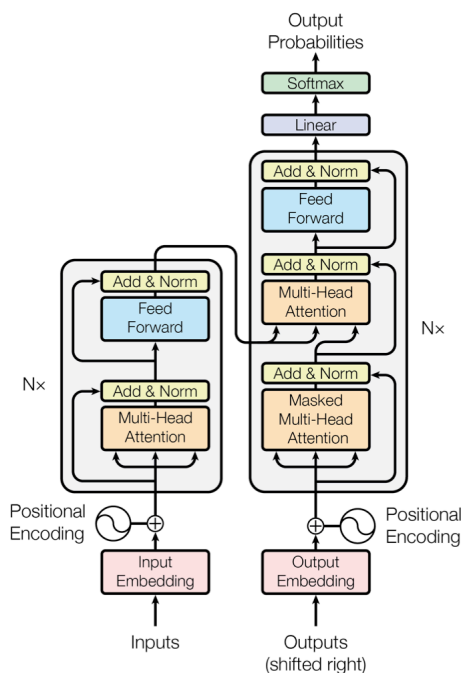 Output
Probabilities
Softmax
Linear
Add & Norm
Feed
Forward
Add & Norm
Multi-Head
Attention
Nx
Add & Norm
Masked
Multi-Head
Attention
Add & Norm
Feed
Forward
Nx
Add & Norm
Multi-Head
Attention
Positional
Encoding
Positional
Encoding
Input
Embedding
Output
Embedding
Inputs
Outputs
(shifted right)